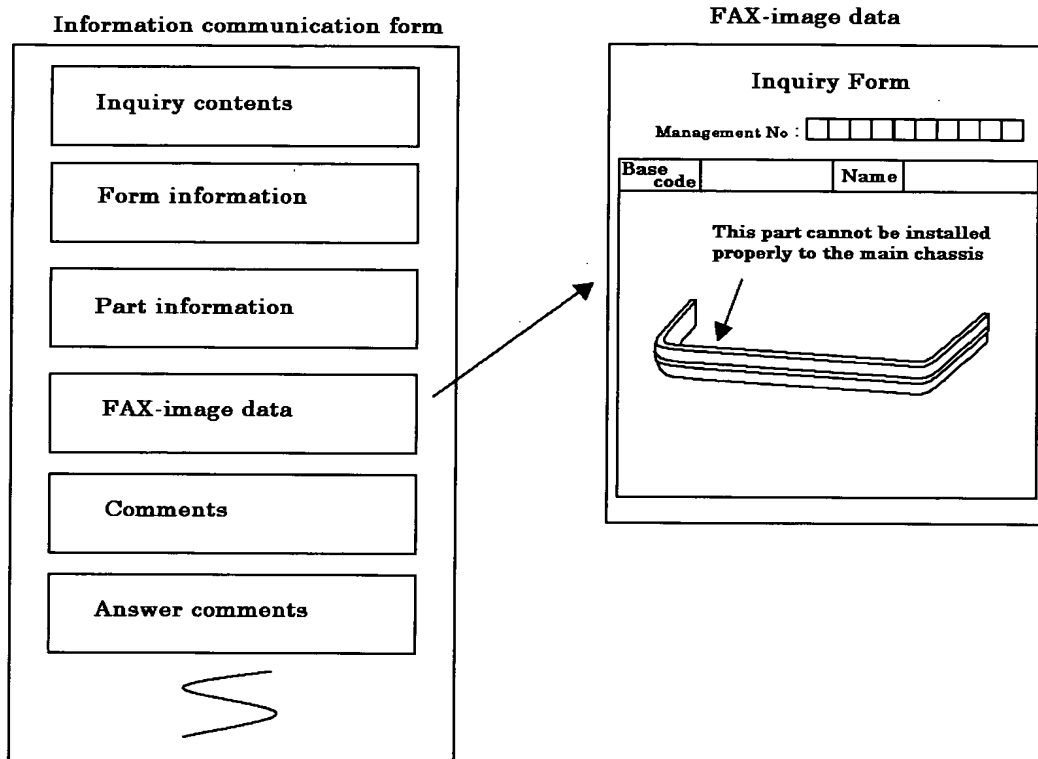 Information communication form
Inquiry contents
Form information
Part information
FAX-image data
Comments
Answer comments
FAX-image data
Inquiry Form
Management No :
Base
code
Name
This part cannot be installed
properly to the main chassis